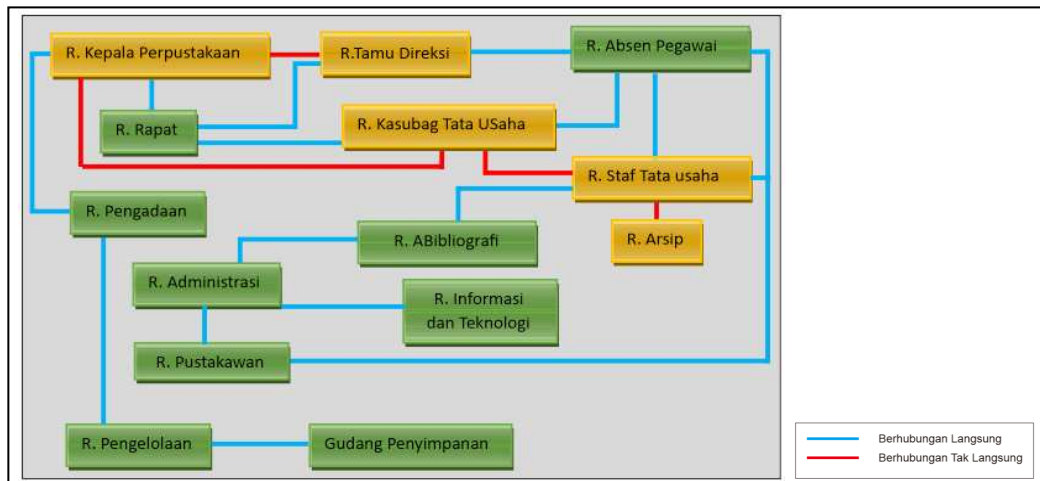 R. Kepala Perpustakaan
R.Tamu Direksi
R. Absen Pegawai
R. Rapat
R. Kasubag Tata USaha
R. Staf Tata usaha
R. Pengadaan
R. ABibliografi
R. Arsip
R. Administrasi
R. Informasi
dan Teknologi
R. Pustakawan
R. Pengelolaan
Gudang Penyimpanan
Berhubungan Langsung
Berhubungan Tak Langsung